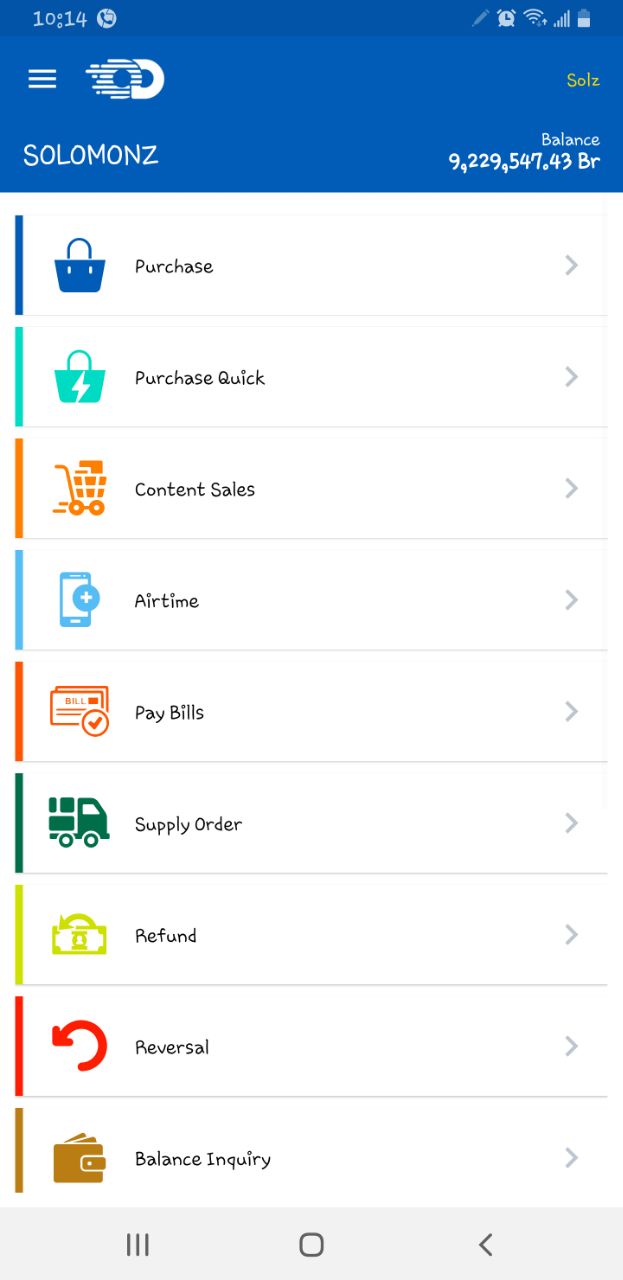 10:14
Solz
SOLOMONZ
Balance
9,229,547.43 Br
Purchase
Purchase Quick
Content Sales
Airtime
BILL
Pay Bills
Supply Order
Refund
Reversal
Balance Inquiry